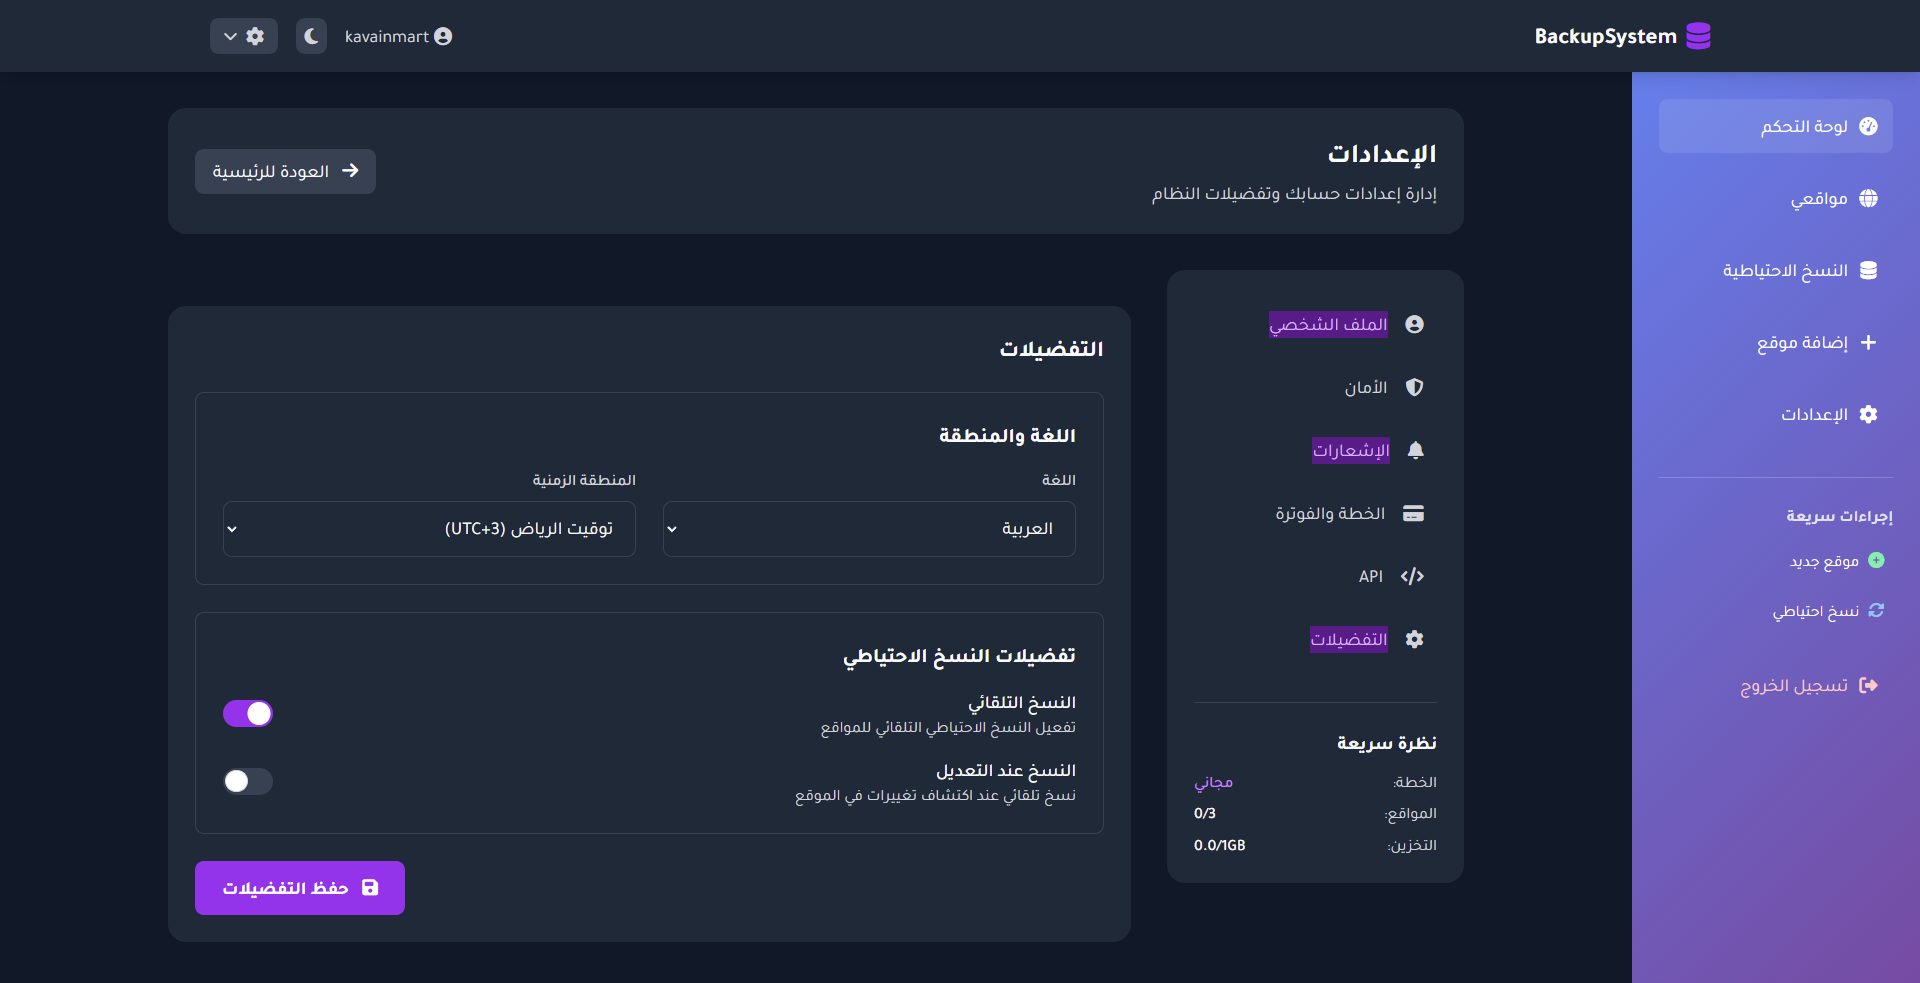 BackupSystem
kavainmart
لوحة التحكم
مواقعي
النسخ الاحتياطية
إضافة موقع
الإعدادات
إجراءات سريعة
موقع جديد
نسخ احتياطي
تسجيل الخروج
الإعدادات
إدارة إعدادات حسابك وتفضيلات النظام
العودة للرئيسية
الملف الشخصي
الأمان
الإشعارات
الخطة والفوترة
API
التفضيلات
نظرة سريعة
الخطة: مجاني
المواقع: 0/3
التخزين: 0.0/1GB
التفضيلات
اللغة والمنطقة
اللغة
العربية
المنطقة الزمنية
توقيت الرياض (UTC+3)
تفضيلات النسخ الاحتياطي
النسخ التلقائي
تفعيل النسخ الاحتياطي التلقائي للمواقع
النسخ عند التعديل
نسخ تلقائي عند اكتشاف تغييرات في الموقع
حفظ التفضيلات